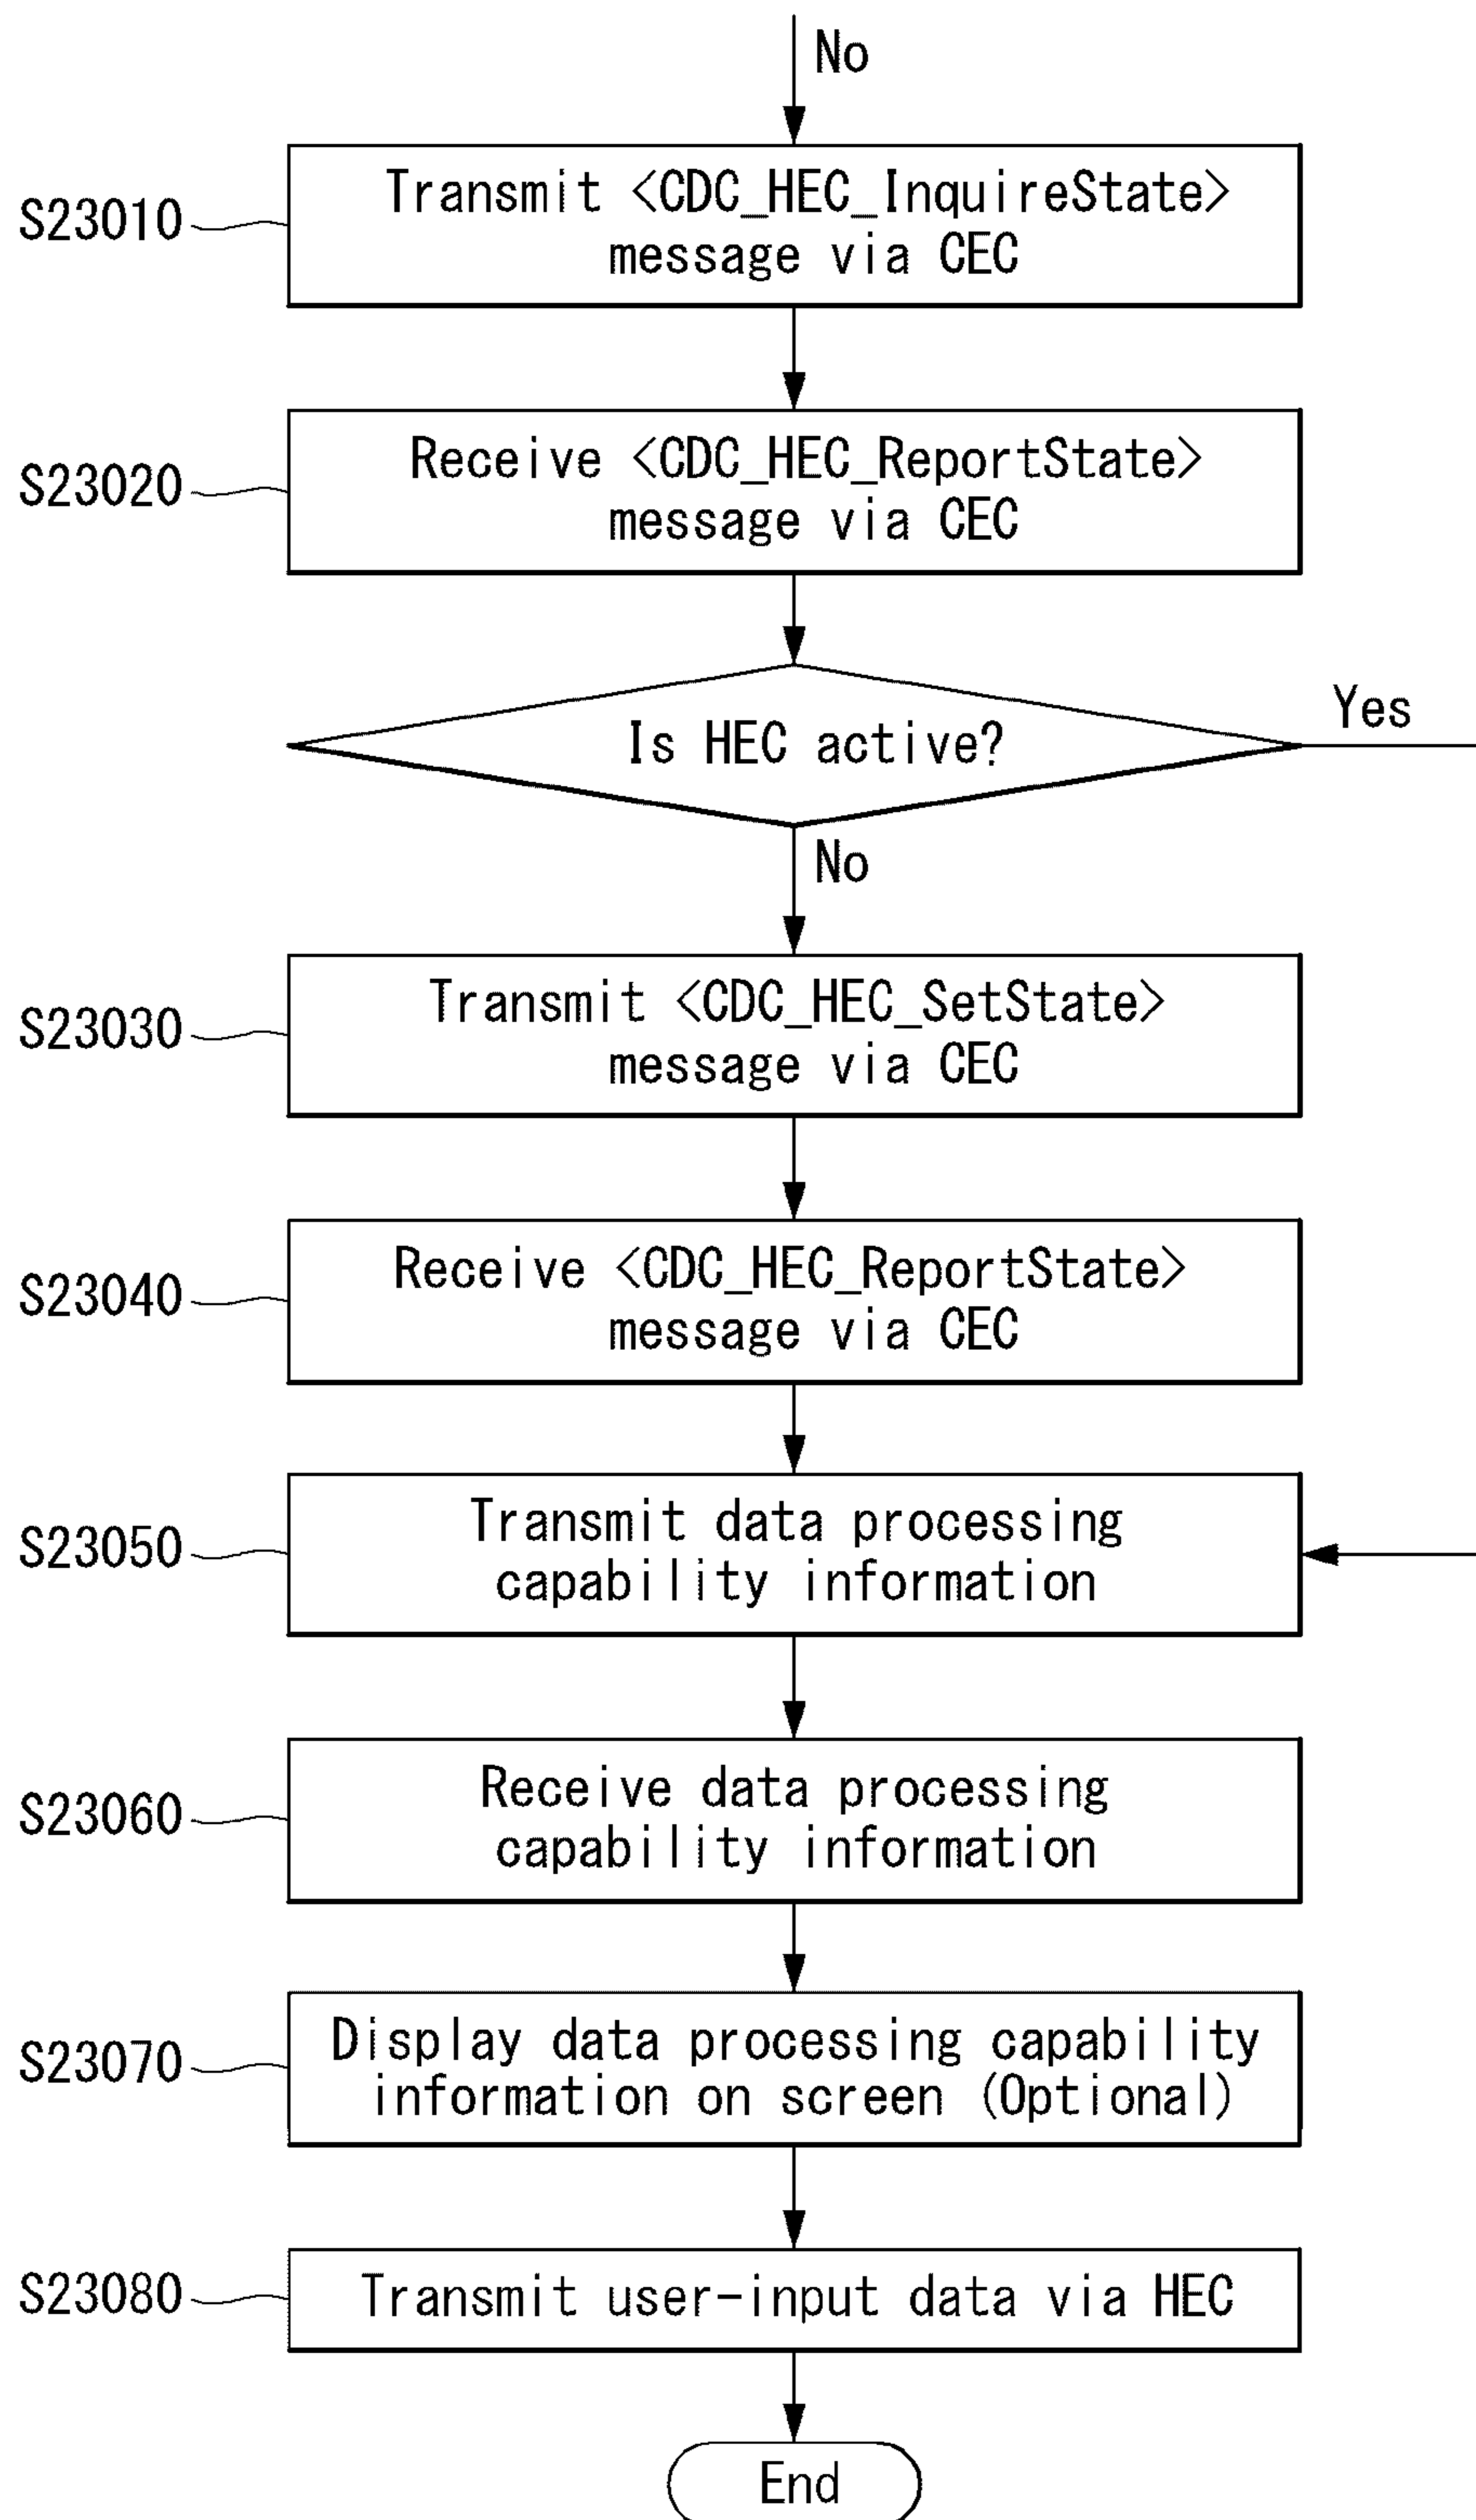 No
S23010
Transmit <CDC_HEC_InquireState>
message via CEC
S23020
Receive <CDC_HEC_ReportState>
message via CEC
Is HEC active?
Yes
No
S23030
Transmit <CDC_HEC_SetState>
message via CEC
S23040
Receive <CDC_HEC_ReportState>
message via CEC
S23050
Transmit data processing
capability information
S23060
Receive data processing
capability information
S23070
Display data processing capability
information on screen (Optional)
S23080
Transmit user-input data via HEC
End